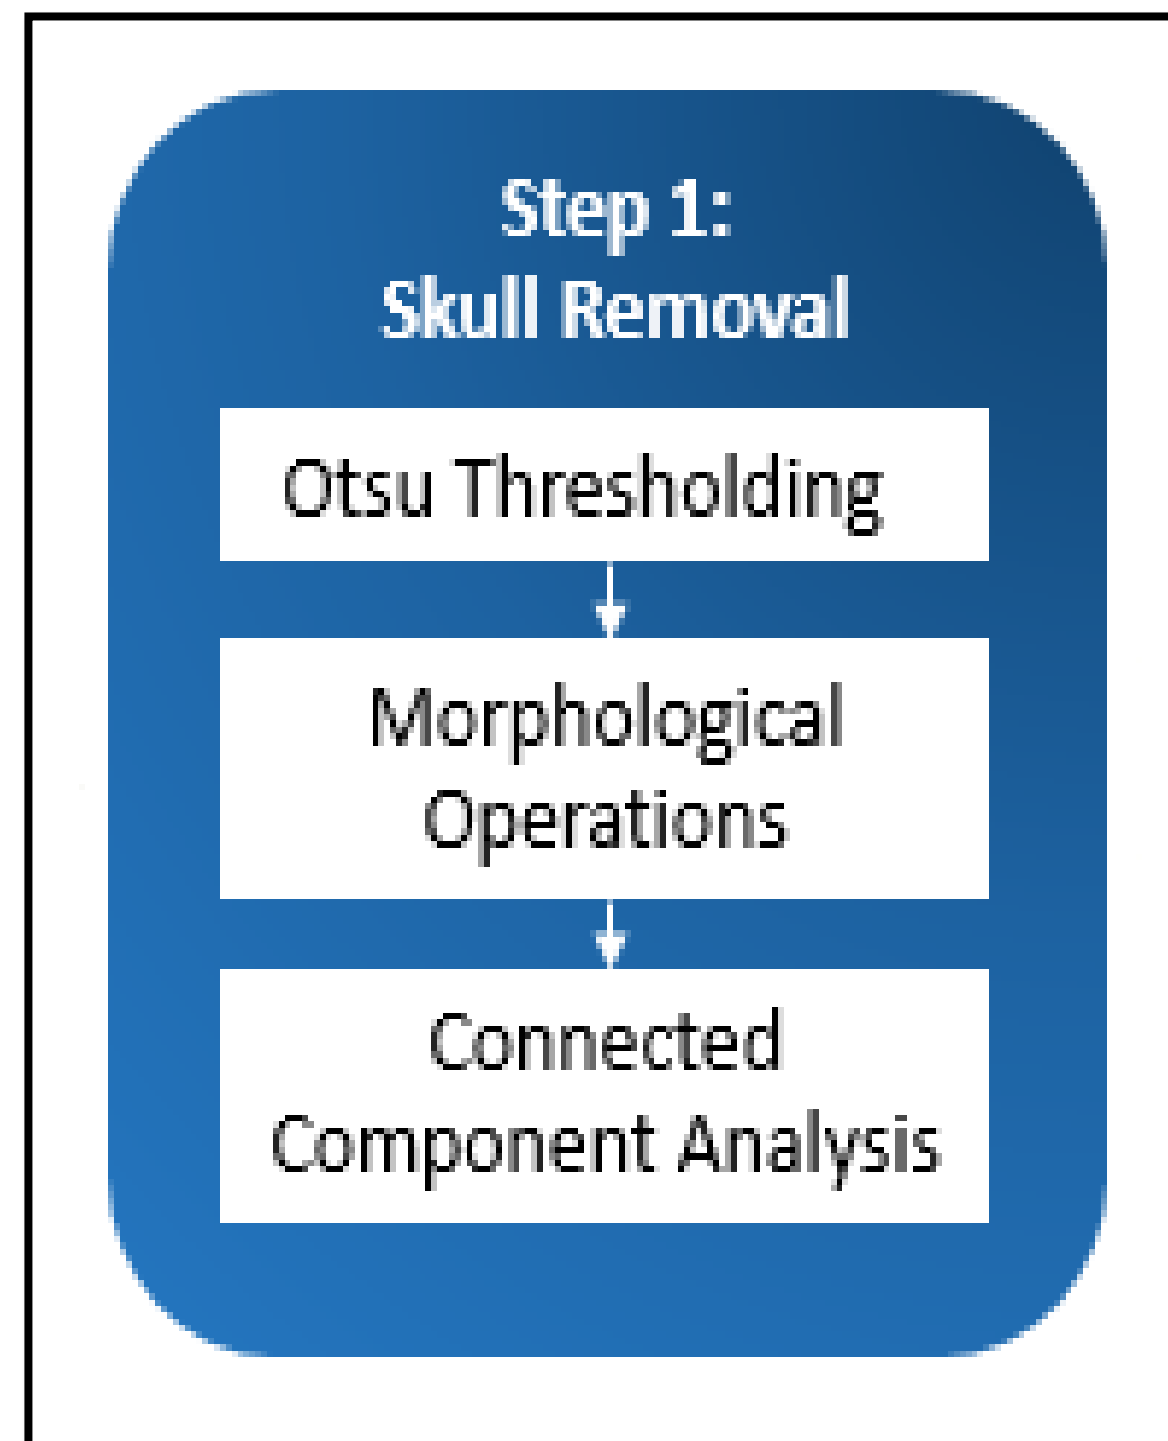 Step 1:
Skull Removal
Otsu Thresholding
Morphological
Operations
Connected
Component Analysis